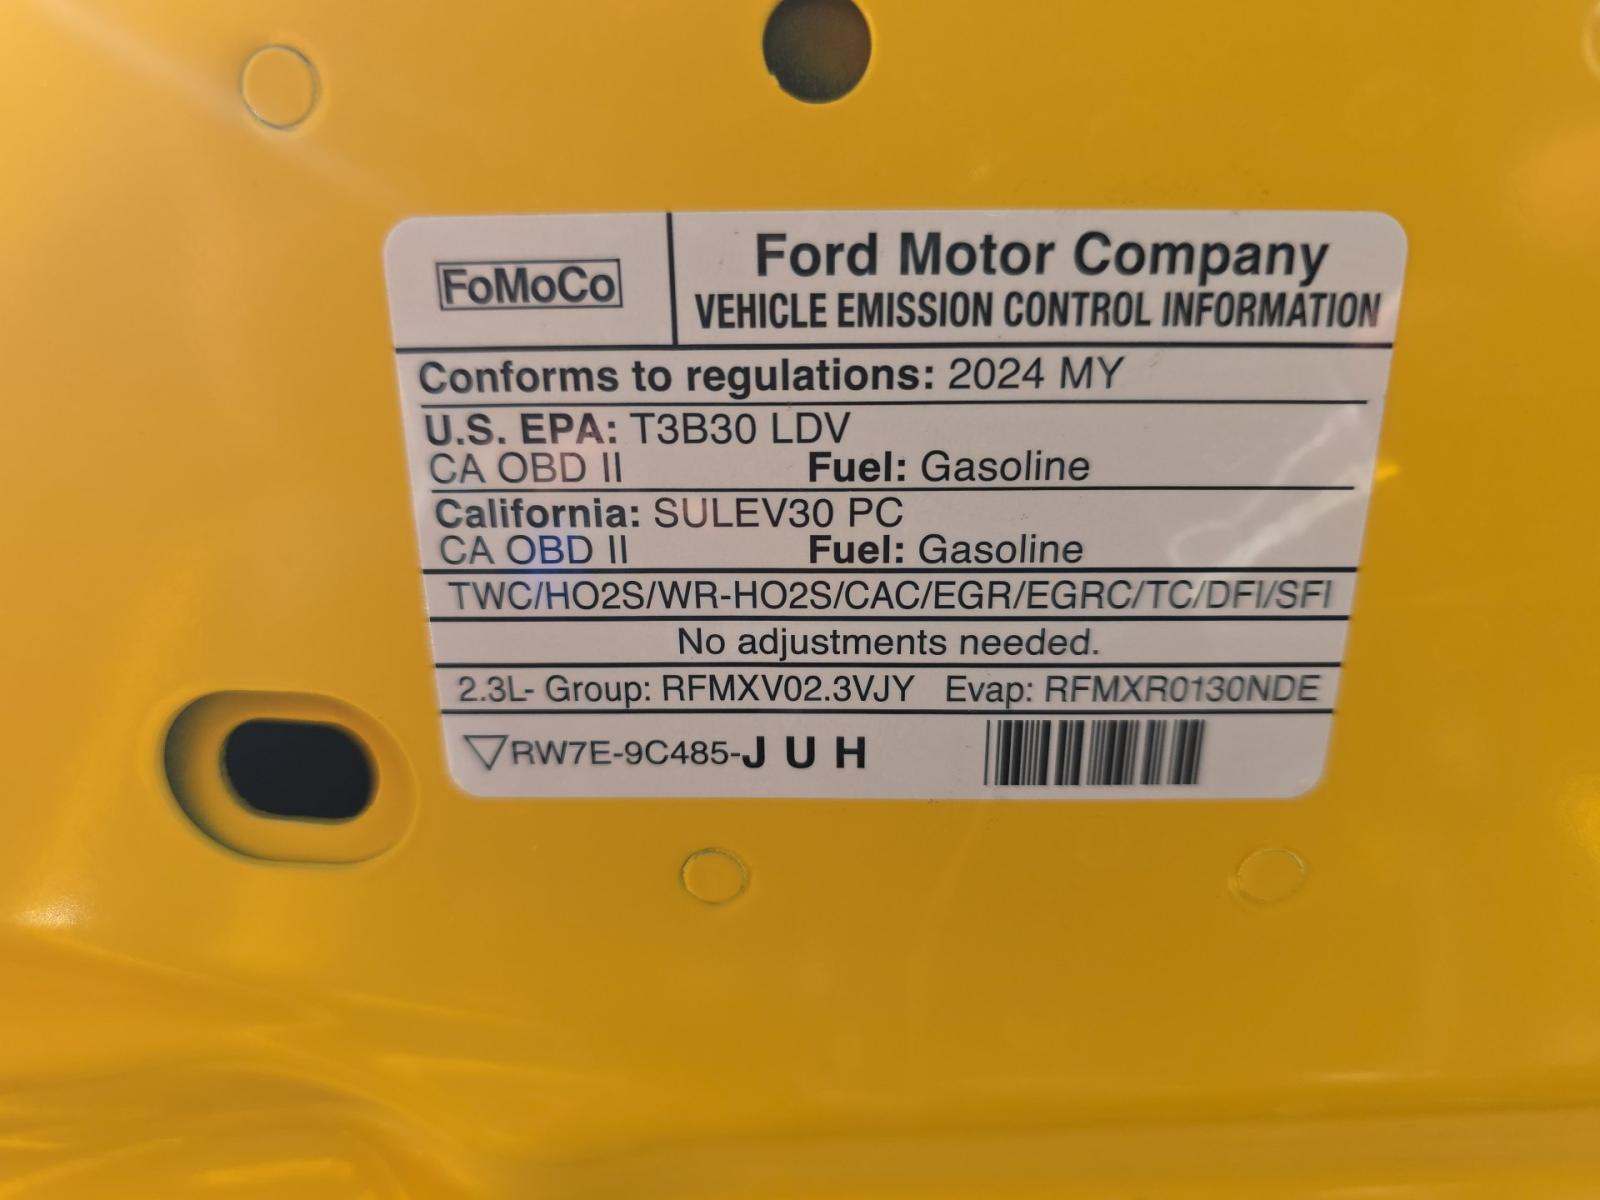 FoMoCo
Ford Motor Company
VEHICLE EMISSION CONTROL INFORMATION
Conforms to regulations: 2024 MY
U.S. EPA: T3B30 LDV
CA OBD II Fuel: Gasoline
California: SULEV30 PC
CA OBD II Fuel: Gasoline
TWC/HO2S/WR-HO2S/CAC/EGR/EGRC/TC/DFI/SFI
No adjustments needed.
2.3L- Group: RFMXV02.3VJY Evap: RFMXR0130NDE
▽RW7E-9C485-J U H